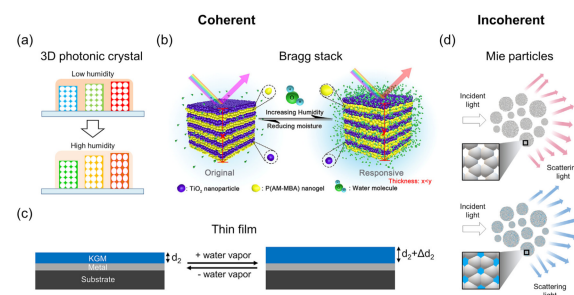 Coherent
Incoherent
(a)
3D photonic crystal
Low humidity
High humidity
(b)
Bragg stack
Increasing Humidity
Reducing moisture
Original
Responsive
Thickness: x<y
TiO₂ nanoparticle
: P(AM-MBA) nanogel
: Water molecule
(c)
Thin film
KGM
Metal
Substrate
d₂
+ water vapor
- water vapor
d₂+Δd₂
(d)
Mie particles
Incident
light
Scattering
light
Incident
light
Scattering
light